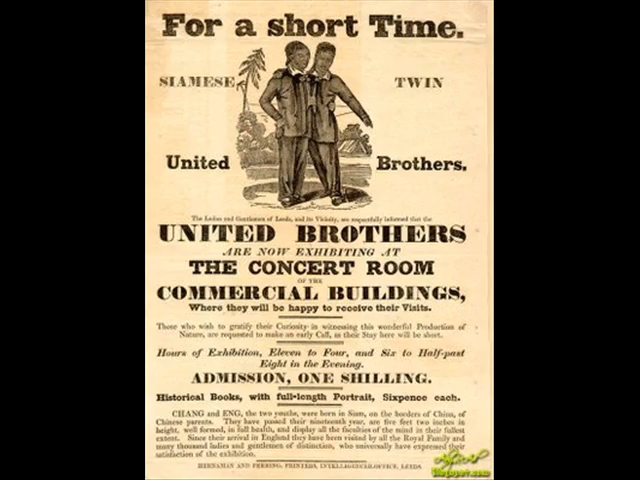 For a short Time.
SIAMESE TWIN
United Brothers.
The Ladies and Gentlemen of Leeds, and its Vicinity, are respectfully informed that the
UNITED BROTHERS
ARE NOW EXHIBITING AT
THE CONCERT ROOM
OF THE
COMMERCIAL BUILDINGS,
Where they will be happy to receive their Visits.
Those who wish to gratify their Curiosity in witnessing this wonderful Production of
Nature, are requested to make an early Call, as their Stay here will be short.
Hours of Exhibition, Eleven to Four, and Six to Half-past
Eight in the Evening.
ADMISSION, ONE SHILLING.
Historical Books, with full-length Portrait, Sixpence each.
CHANG and ENG, the two youths, were born in Siam, on the borders of China, of
Chinese parents. They have passed their nineteenth year, are five feet two inches in
height, well formed, in full health, and display all the faculties of the mind in their fullest
extent. Since their arrival in England they have been visited by all the Royal Family and
many thousand ladies and gentlemen of distinction, who universally have expressed their
satisfaction of the exhibition.
HERNAMAN AND PERRING, PRINTERS, INTELLIGENCER-OFFICE, LEEDS.